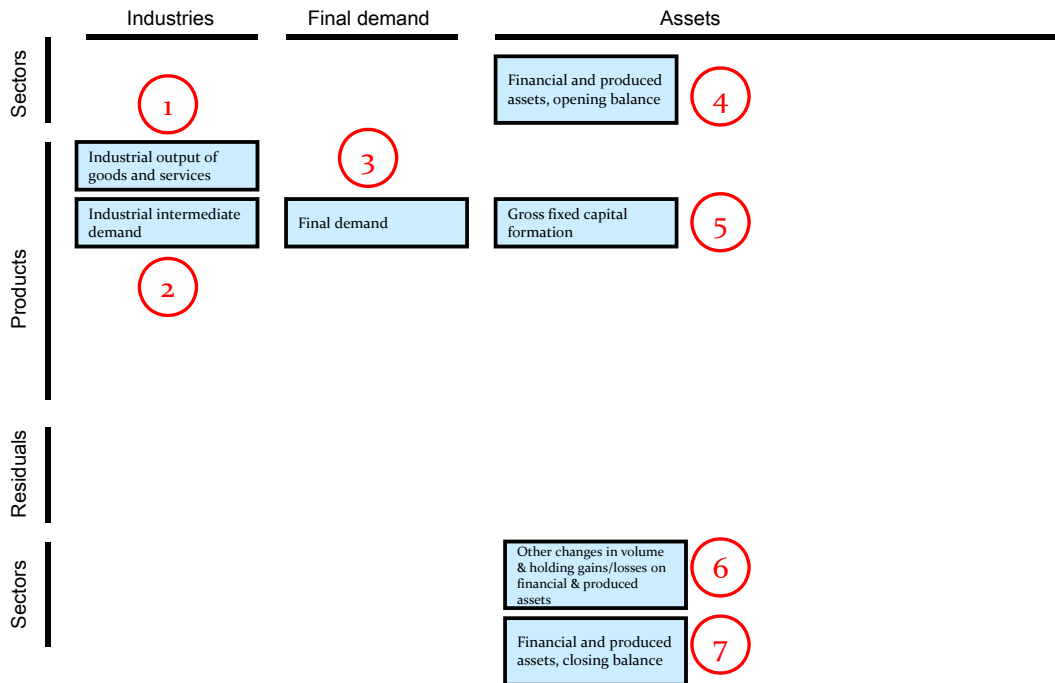 Industries
Final demand
Assets
Sectors
Financial and produced
assets, opening balance
4
1
Products
Industrial output of
goods and services
3
Industrial intermediate
demand
Final demand
Gross fixed capital
formation
5
2
Residuals
Sectors
Other changes in volume
& holding gains/losses on
financial & produced
assets
6
Financial and produced
assets, closing balance
7